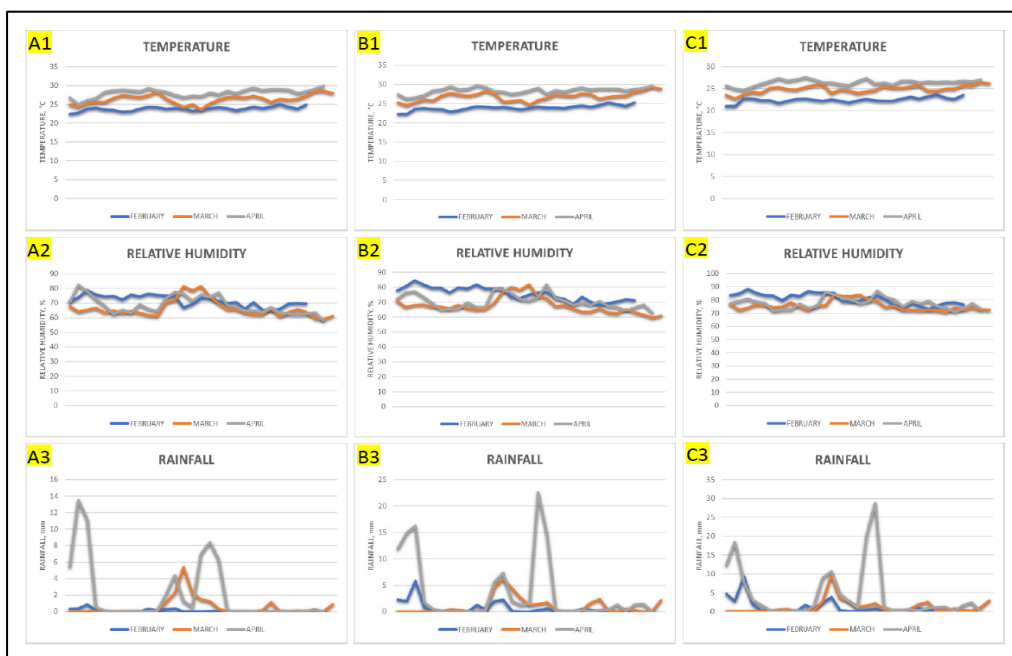 A1
TEMPERATURE
TEMPERATURE, °C
35
30
25
20
15
10
5
0
FEBRUARY MARCH APRIL
B1
TEMPERATURE
TEMPERATURE, °C
35
30
25
20
15
10
5
0
FEBRUARY MARCH APRIL
C1
TEMPERATURE
TEMPERATURE, °C
30
25
20
15
10
5
0
FEBRUARY MARCH APRIL
A2
RELATIVE HUMIDITY
RELATIVE HUMIDITY, %
90
80
70
60
50
40
30
20
10
0
FEBRUARY MARCH APRIL
B2
RELATIVE HUMIDITY
RELATIVE HUMIDITY, %
90
80
70
60
50
40
30
20
10
0
FEBRUARY MARCH APRIL
C2
RELATIVE HUMIDITY
RELATIVE HUMIDITY, %
100
90
80
70
60
50
40
30
20
10
0
FEBRUARY MARCH APRIL
A3
RAINFALL
RAINFALL, mm
16
14
12
10
8
6
4
2
0
FEBRUARY MARCH APRIL
B3
RAINFALL
RAINFALL, mm
25
20
15
10
5
0
FEBRUARY MARCH APRIL
C3
RAINFALL
RAINFALL, mm
35
30
25
20
15
10
5
0
FEBRUARY MARCH APRIL